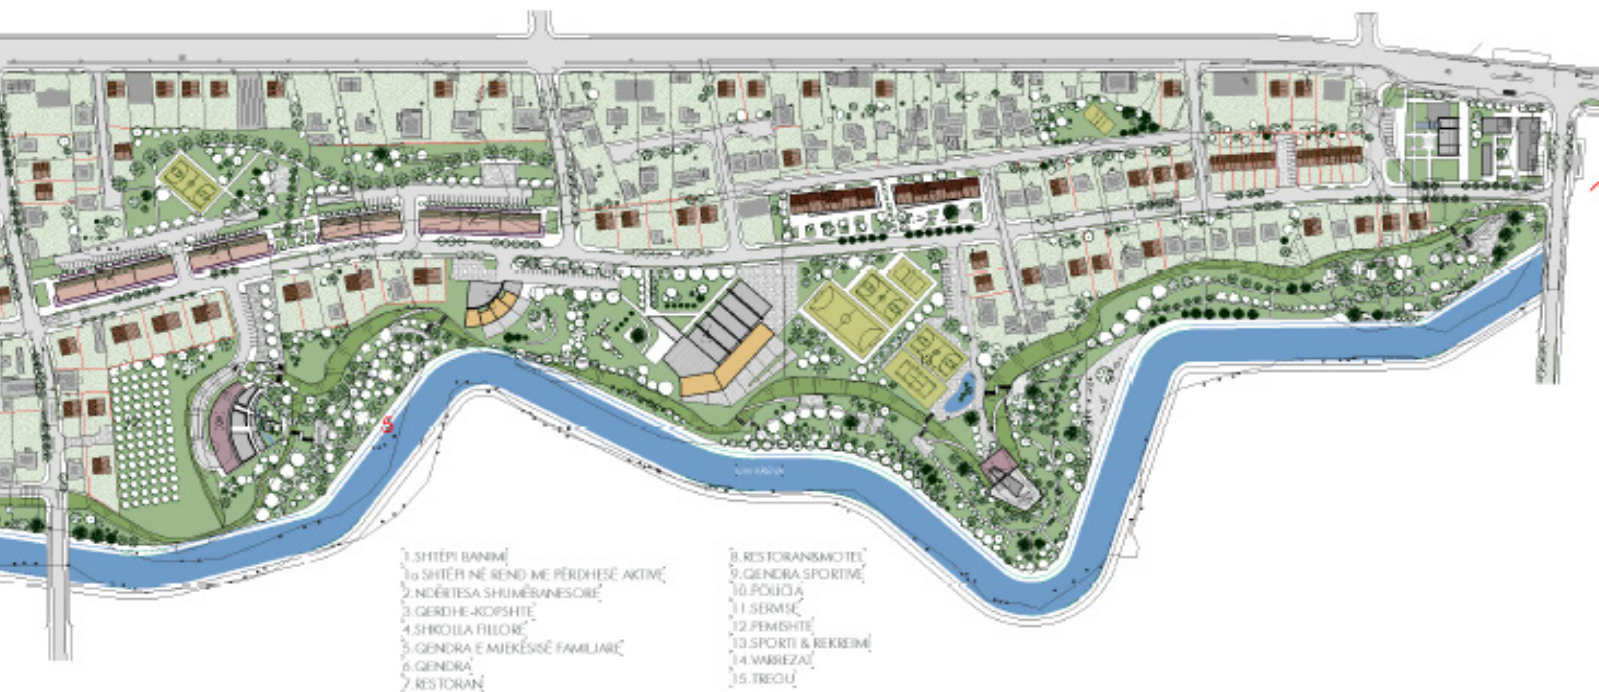 5
1.SHTËPI BANIMI
1a SHTËPI NË REND ME PËRDHESË AKTIVE
2.NDËRTESA SHUMËBANESORE
3.QERDHE-KOPSHTE
4.SHKOLLA FILLORE
5.QENDRA E MJEKËSISË FAMILJARE
6.QENDRA
7.RESTORAN
8.RESTORAN&MOTEL
9.QENDRA SPORTIVE
10.POLICIA
11.SERVISE
12.PEMISHTE
13.SPORTI & REKREIMI
14.VARREZAT
15.TREGU